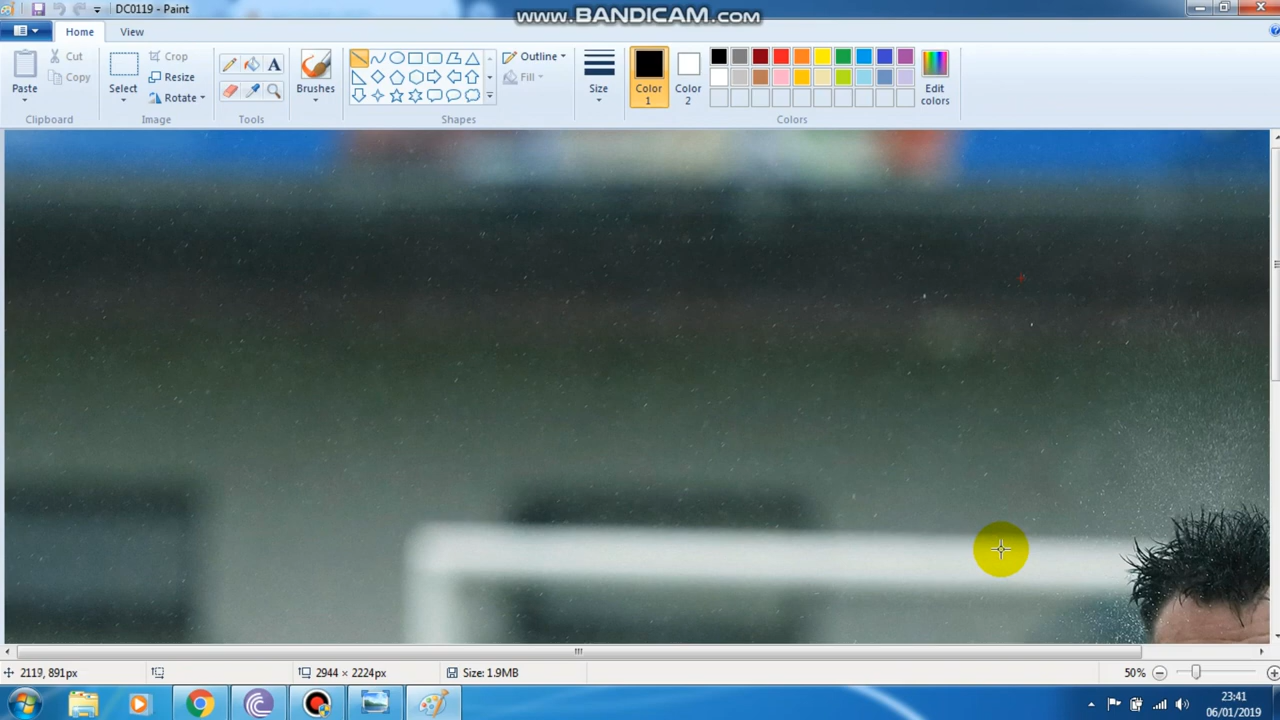 DC0119 - Paint
www.BANDICAM.com
Home
View
Paste
Cut
Copy
Clipboard
Select
Crop
Resize
Rotate
Image
A
Tools
Brushes
Outline
Fill
Shapes
Size
Color
1
Color
2
Edit
colors
Colors
2119, 891px
2944 × 2224px
Size: 1.9MB
50%
23:41
06/01/2019